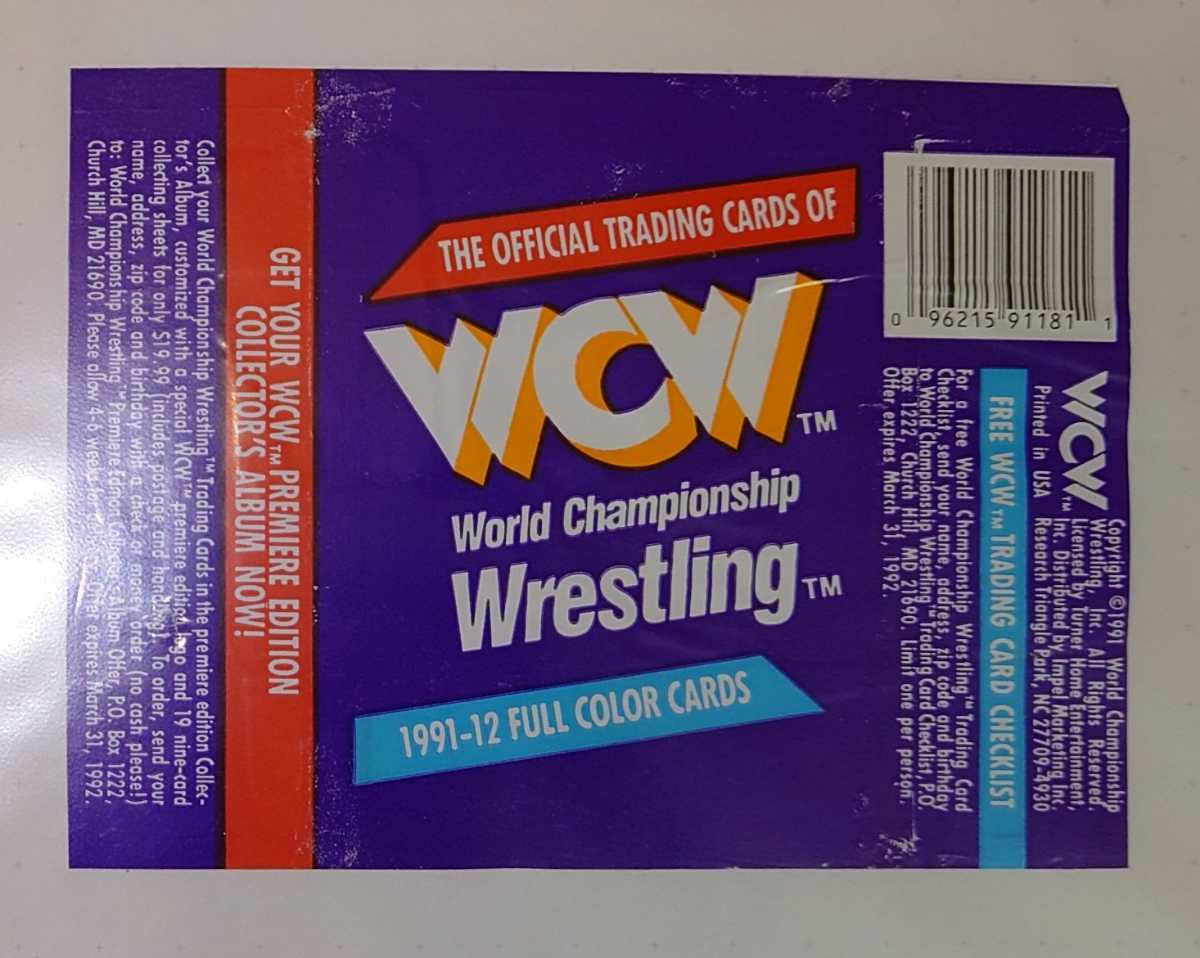 THE OFFICIAL TRADING CARDS OF
WCW™
World Championship
Wrestling™
1991-12 FULL COLOR CARDS
GET YOUR WCW™ PREMIERE EDITION
COLLECTOR'S ALBUM NOW!
Collect your World Championship Wrestling™ Trading Cards in the premiere edition Collec-
tor's Album, customized with a special WCW™ premiere edition logo and 19 nine-card
collecting sheets for only $19.99 (includes postage and handling). To order, send your
name, address, zip code and birthday with a check or money order (no cash please!)
to: World Championship Wrestling™ Premiere Edition Collector's Album Offer, P.O. Box 1222,
Church Hill, MD 21690. Please allow 4-6 weeks for delivery. Offer expires March 31, 1992.
0 96215 91181 1
WCW™
Printed in USA
Copyright ©1991 World Championship
Wrestling, Inc. All Rights Reserved.
Licensed by Turner Home Entertainment,
Inc. Distributed by Impel Marketing Inc.
Research Triangle Park, NC 27709-4930
FREE WCW™ TRADING CARD CHECKLIST
For a free World Championship Wrestling™ Trading Card
Checklist, send your name, address, zip code and birthday
to World Championship Wrestling™ Trading Card Checklist, P.O.
Box 1222, Church Hill, MD 21690. Limit one per person.
Offer expires March 31, 1992.